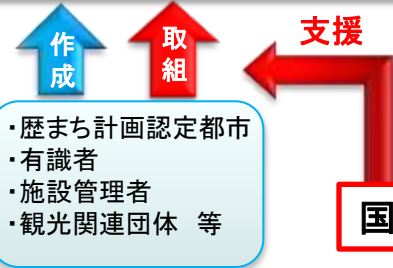 作成
取組
支援
・歴まち計画認定都市
・有識者
・施設管理者
・観光関連団体　等
国